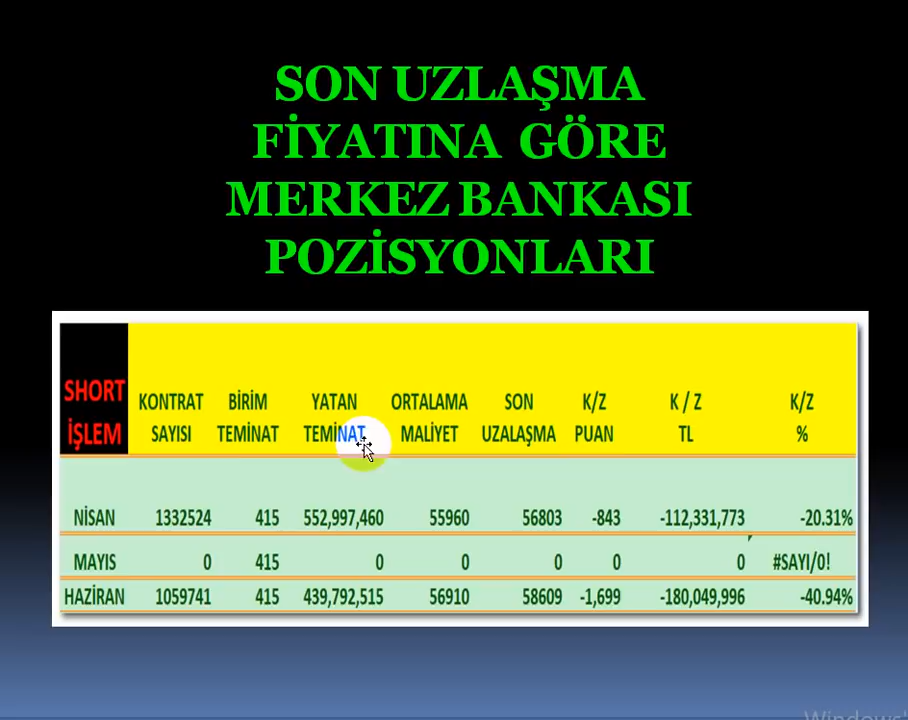 SON UZLAŞMA
FİYATINA GÖRE
MERKEZ BANKASI
POZİSYONLARI
SHORT İŞLEM KONTRAT SAYISI BİRİM TEMİNAT YATAN TEMİNAT ORTALAMA MALİYET SON UZALAŞMA K/Z PUAN K / Z TL K/Z %
NİSAN 1332524 415 552,997,460 55960 56803 -843 -112,331,773 -20.31%
MAYIS 0 415 0 0 0 0 0 #SAYI/0!
HAZİRAN 1059741 415 439,792,515 56910 58609 -1,699 -180,049,996 -40.94%